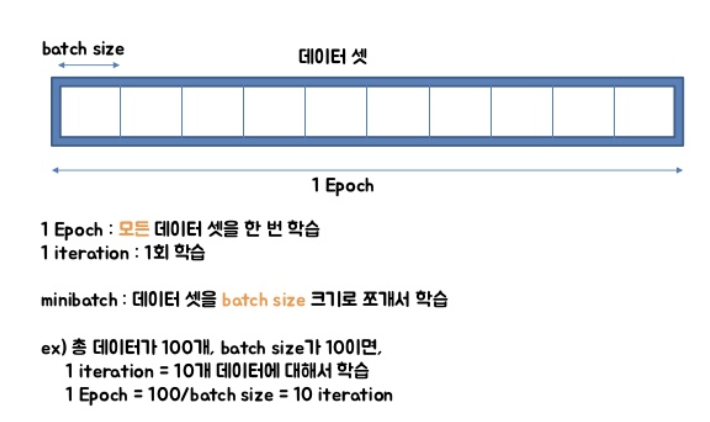 batch size
데이터 셋
1 Epoch
1 Epoch : 모든 데이터 셋을 한 번 학습
1 iteration : 1회 학습
minibatch : 데이터 셋을 batch size 크기로 쪼개서 학습
ex) 총 데이터가 100개, batch size가 10이면,
1 iteration = 10개 데이터에 대해서 학습
1 Epoch = 100/batch size = 10 iteration